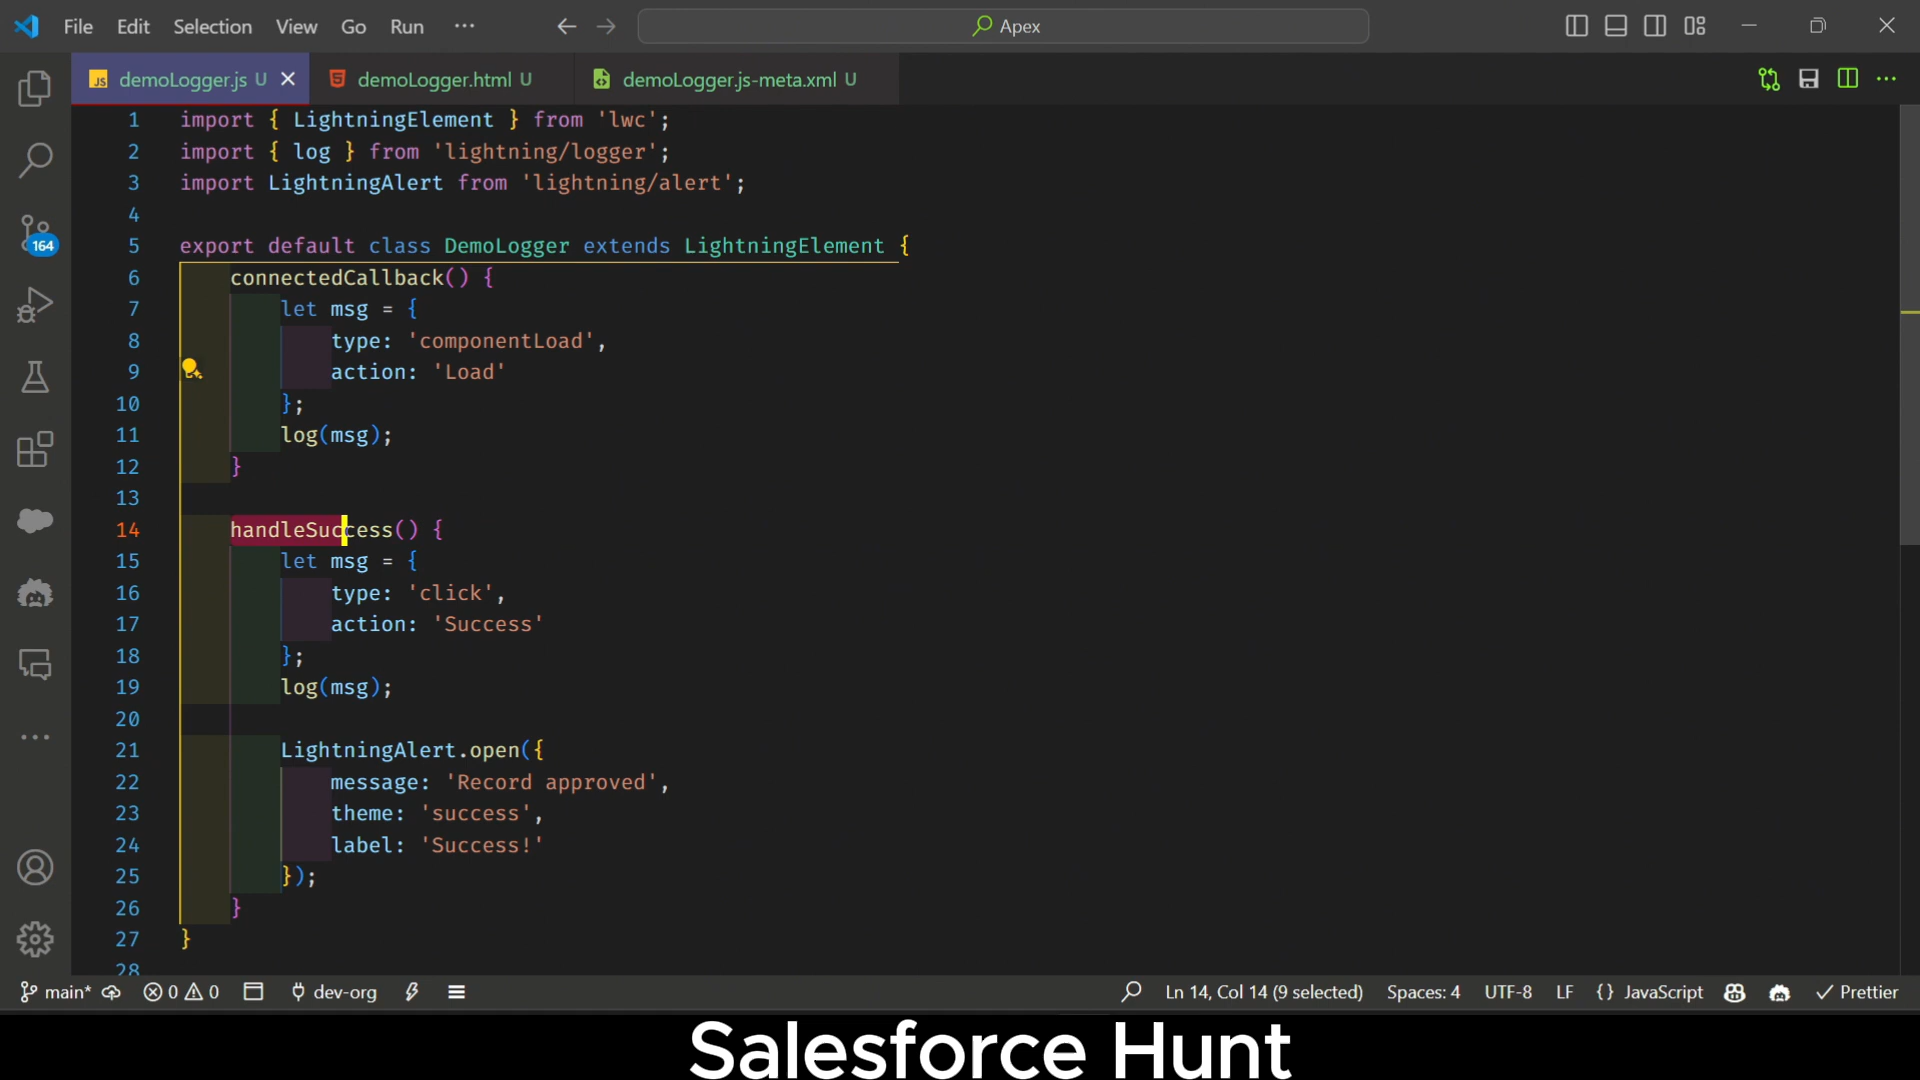 File Edit Selection View Go Run ··· Apex
demoLogger.js U demoLogger.html U demoLogger.js-meta.xml U
1 import { LightningElement } from 'lwc';
2 import { log } from 'lightning/logger';
3 import LightningAlert from 'lightning/alert';
4
5 export default class DemoLogger extends LightningElement {
6 connectedCallback() {
7 let msg = {
8 type: 'componentLoad',
9 action: 'Load'
10 };
11 log(msg);
12 }
13
14 handleSuccess() {
15 let msg = {
16 type: 'click',
17 action: 'Success'
18 };
19 log(msg);
20
21 LightningAlert.open({
22 message: 'Record approved',
23 theme: 'success',
24 label: 'Success!'
25 });
26 }
27 }
28
164
main* 0 0 dev-org Ln 14, Col 14 (9 selected) Spaces: 4 UTF-8 LF {} JavaScript Prettier
Salesforce Hunt